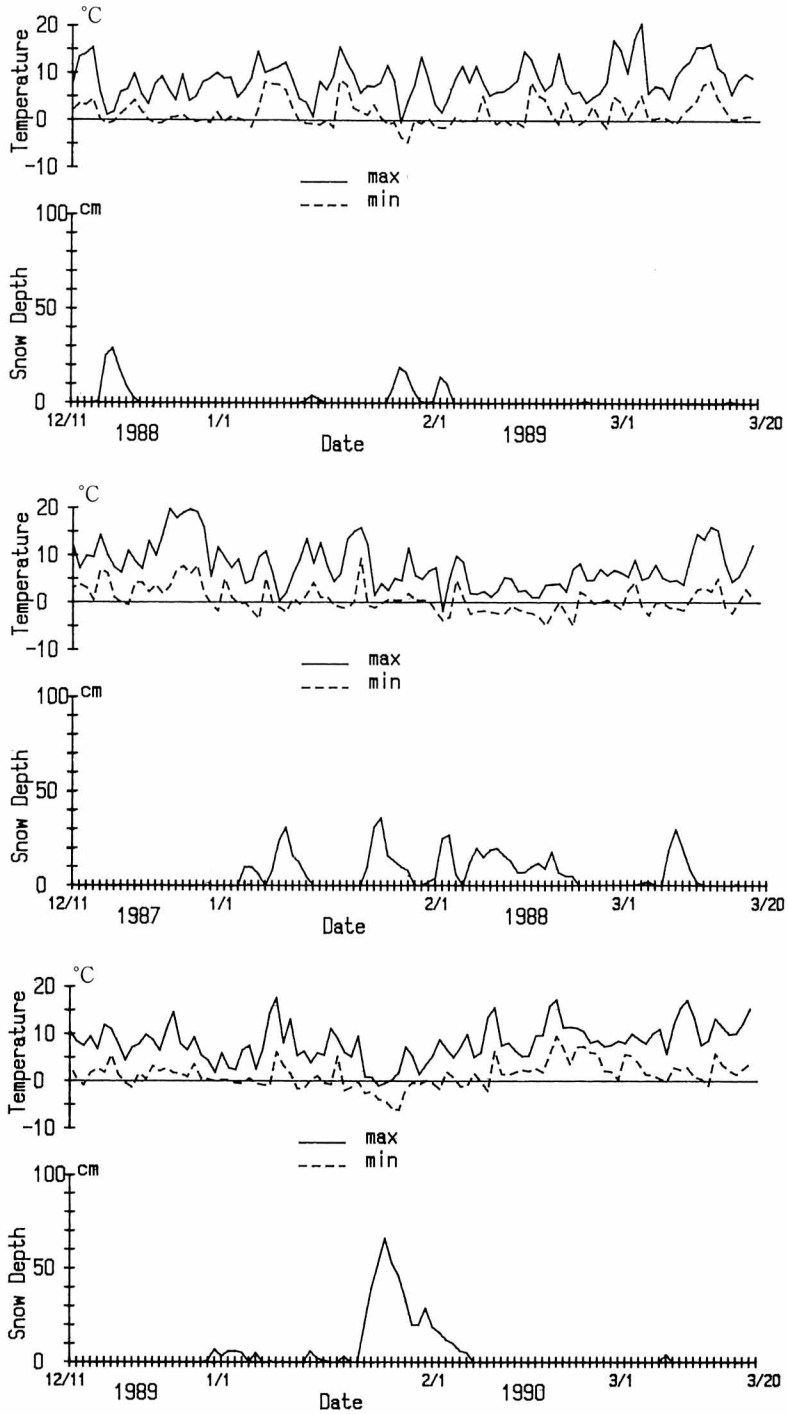 °C
20
10
0
-10
Temperature
max
min
100 cm
50
0
Snow Depth
12/11 1/1 2/1 3/1 3/20
1988 1989
Date
°C
20
10
0
-10
Temperature
max
min
100 cm
50
0
Snow Depth
12/11 1/1 2/1 3/1 3/20
1987 1988
Date
°C
20
10
0
-10
Temperature
max
min
100 cm
50
0
Snow Depth
12/11 1/1 2/1 3/1 3/20
1989 1990
Date